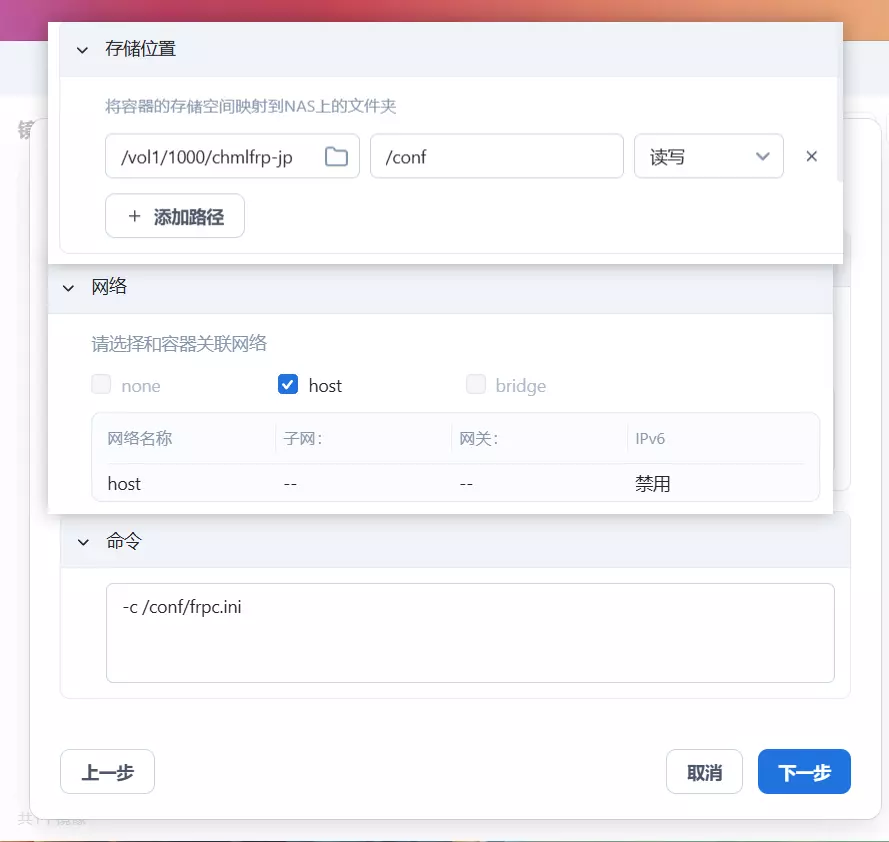 存储位置
将容器的存储空间映射到NAS上的文件夹
/vol1/1000/chmlfrp-jp /conf 读写
添加路径
网络
请选择和容器关联网络
none host bridge
网络名称 子网: 网关: IPv6
host -- -- 禁用
命令
-c /conf/frpc.ini
上一步 取消 下一步